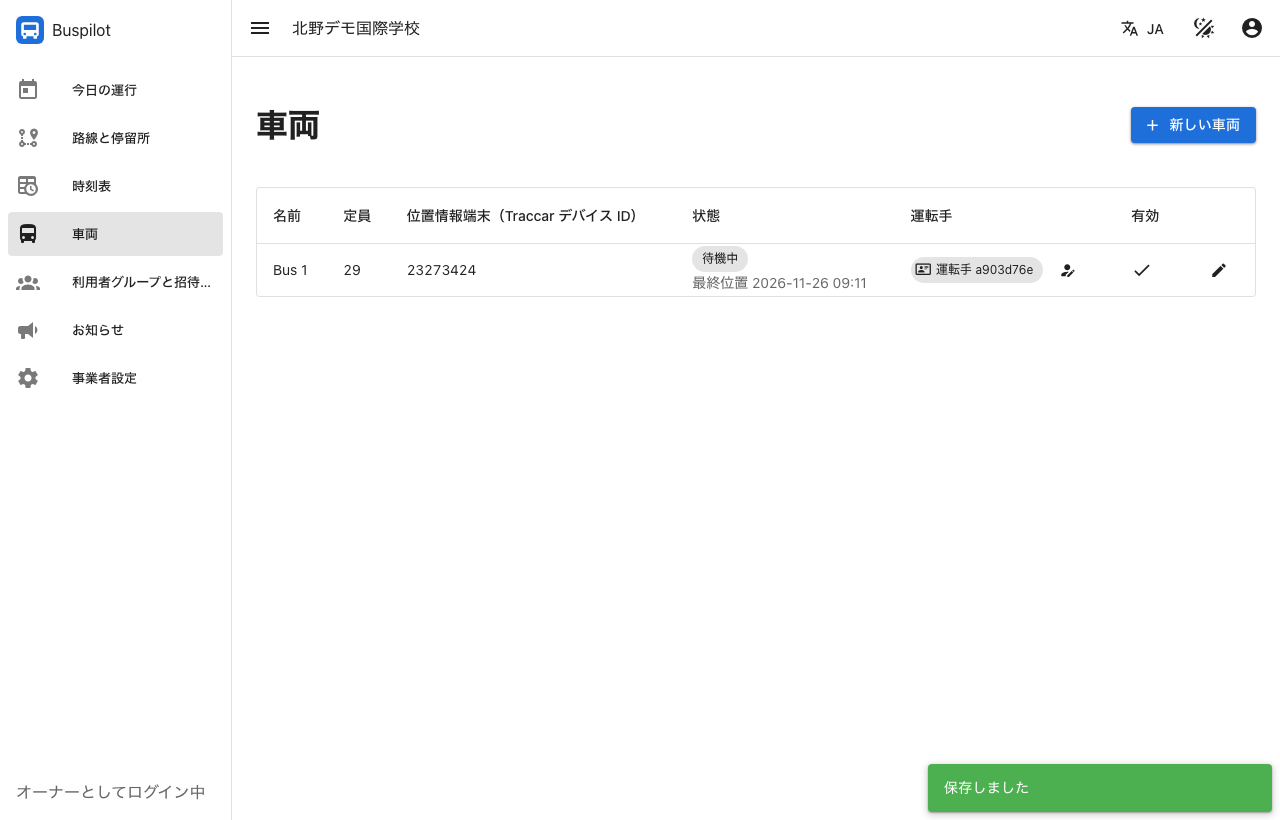 Buspilot
北野デモ国際学校
JA
今日の運行
路線と停留所
時刻表
車両
利用者グループと招待...
お知らせ
事業者設定
オーナーとしてログイン中
車両
新しい車両
名前 定員 位置情報端末（Traccar デバイス ID） 状態 運転手 有効
Bus 1 29 23273424 待機中 運転手 a903d76e
最終位置 2026-11-26 09:11
保存しました